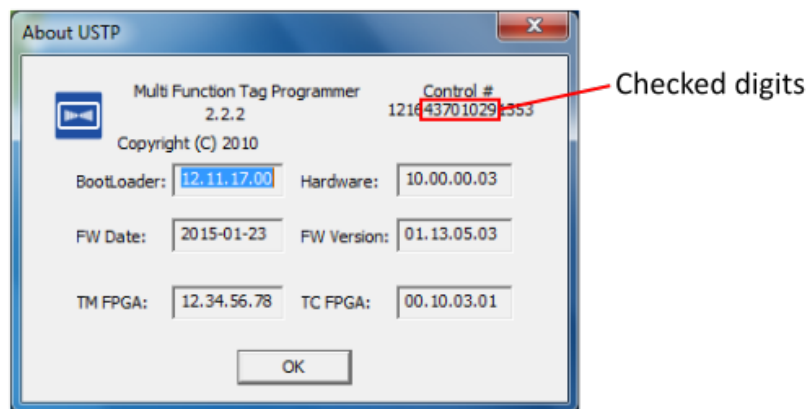 About USTP
Multi Function Tag Programmer
2.2.2
Copyright (C) 2010
Control #
1216437010291353
Checked digits
BootLoader: 12.11.17.00 Hardware: 10.00.00.03
FW Date: 2015-01-23 FW Version: 01.13.05.03
TM FPGA: 12.34.56.78 TC FPGA: 00.10.03.01
OK